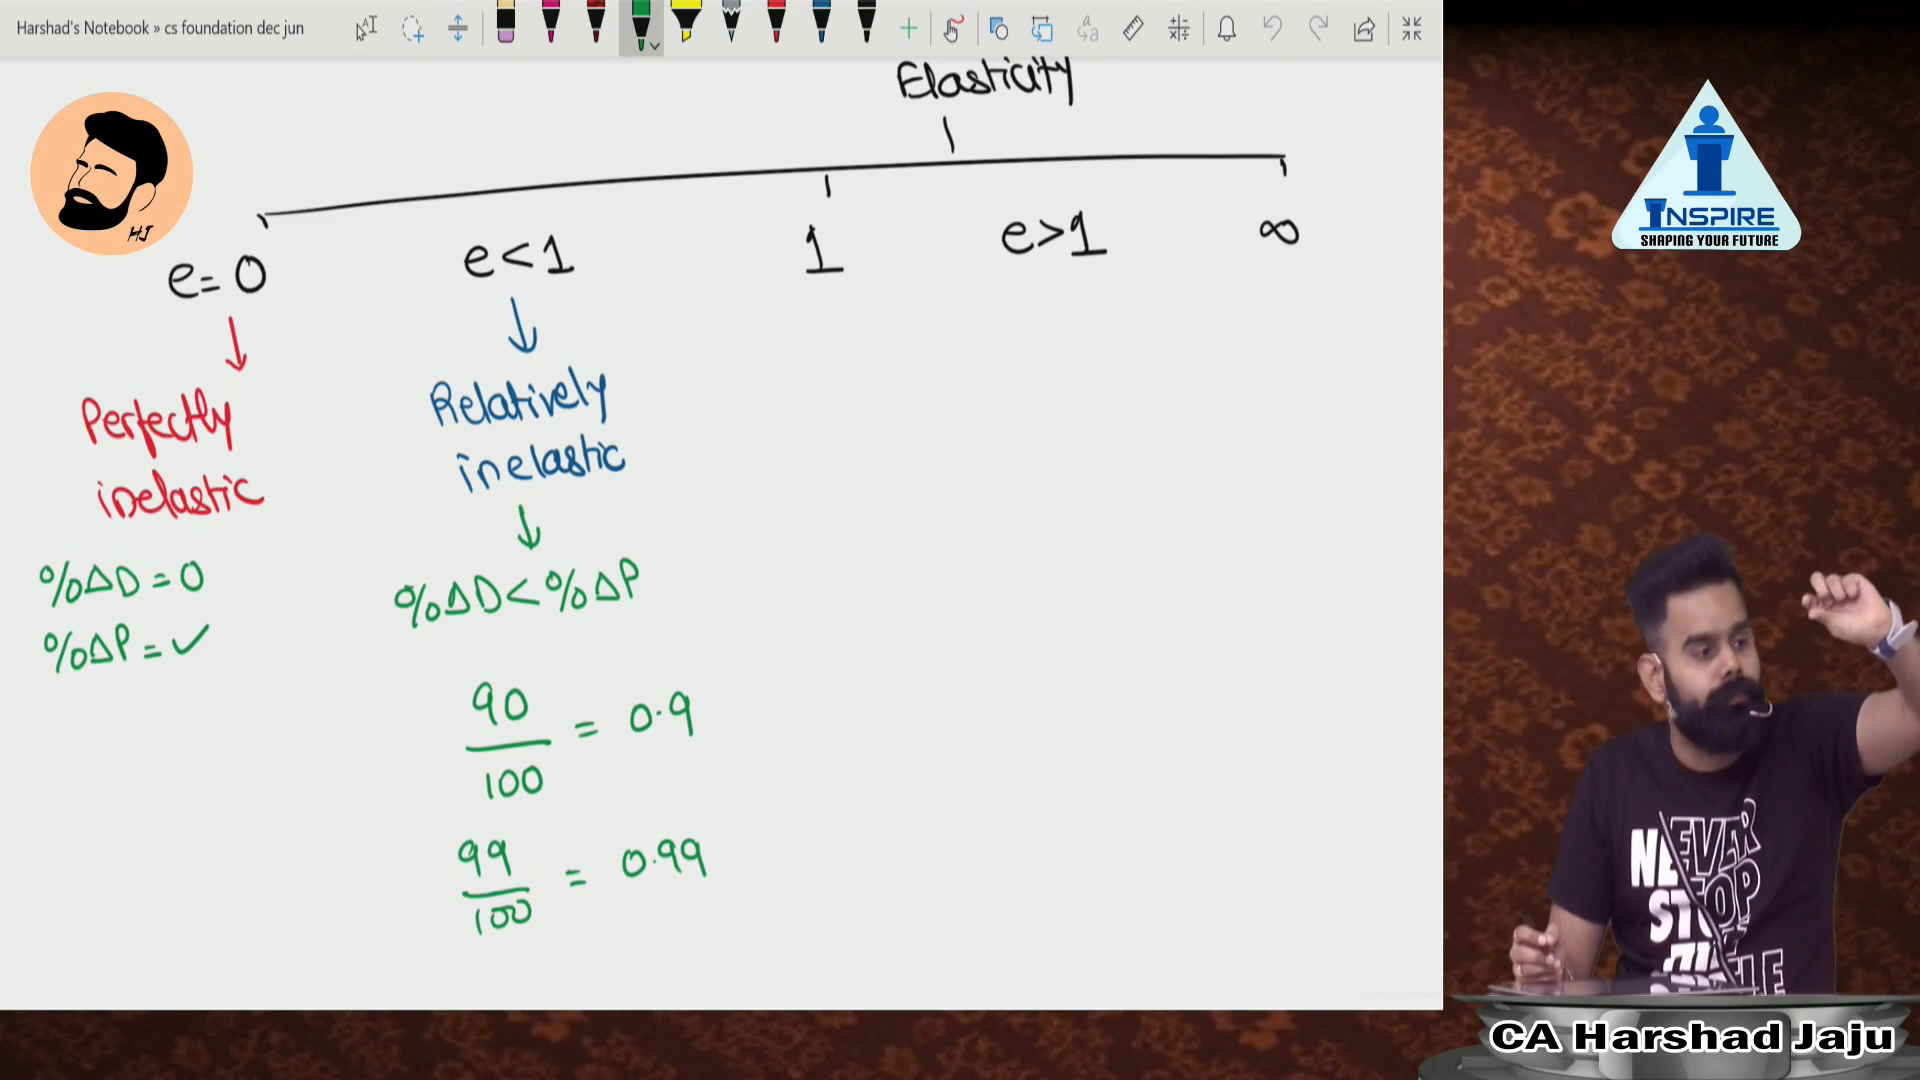 Harshad's Notebook » cs foundation dec jun
Elasticity
e=0
e<1
1
e>1
∞
Perfectly
inelastic
%ΔD=0
%ΔP=✓
Relatively
inelastic
%ΔD<%ΔP
90/100 = 0.9
99/100 = 0.99
HJ
INSPIRE
SHAPING YOUR FUTURE
NEVER
STOP
CA Harshad Jaju